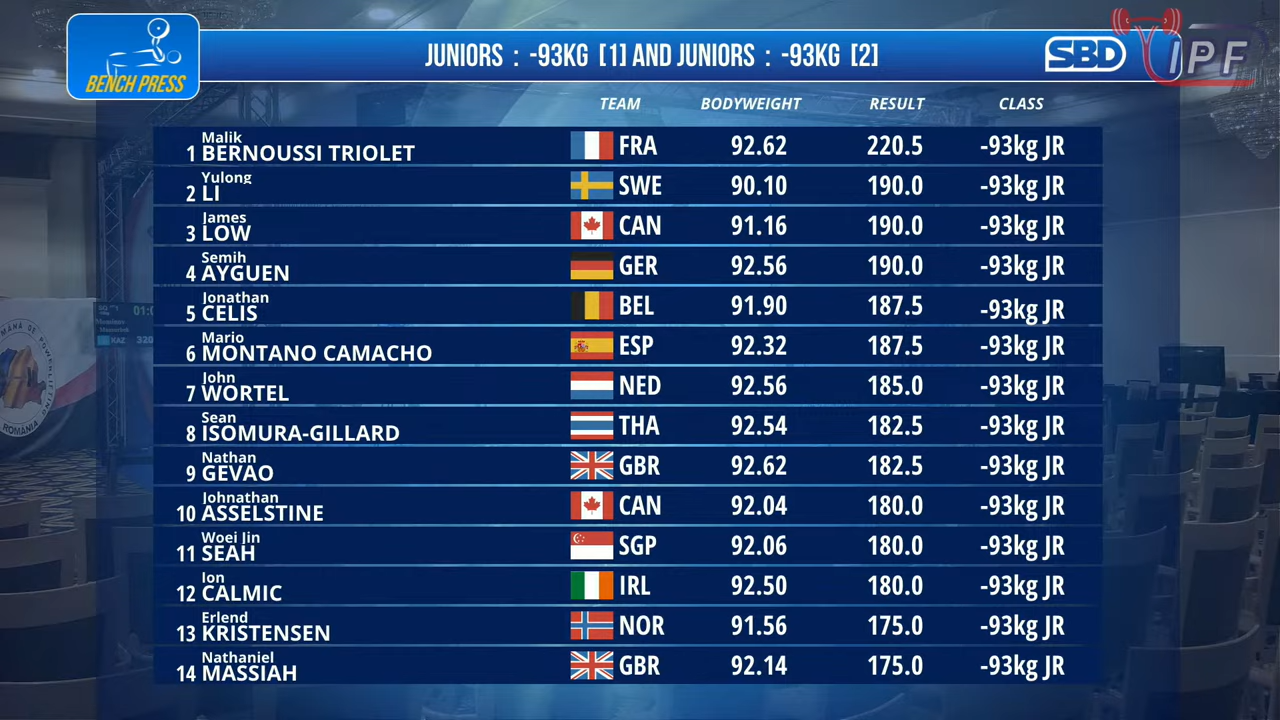 BENCH PRESS
JUNIORS : -93KG [1] AND JUNIORS : -93KG [2]
SBD
IPF
TEAM BODYWEIGHT RESULT CLASS
Malik
1 BERNOUSSI TRIOLET FRA 92.62 220.5 -93kg JR
Yulong
2 LI SWE 90.10 190.0 -93kg JR
James
3 LOW CAN 91.16 190.0 -93kg JR
Semih
4 AYGUEN GER 92.56 190.0 -93kg JR
Jonathan
5 CELIS BEL 91.90 187.5 -93kg JR
Mario
6 MONTANO CAMACHO ESP 92.32 187.5 -93kg JR
John
7 WORTEL NED 92.56 185.0 -93kg JR
Sean
8 ISOMURA-GILLARD THA 92.54 182.5 -93kg JR
Nathan
9 GEVAO GBR 92.62 182.5 -93kg JR
Johnathan
10 ASSELSTINE CAN 92.04 180.0 -93kg JR
Woei Jin
11 SEAH SGP 92.06 180.0 -93kg JR
Ion
12 CALMIC IRL 92.50 180.0 -93kg JR
Erlend
13 KRISTENSEN NOR 91.56 175.0 -93kg JR
Nathaniel
14 MASSIAH GBR 92.14 175.0 -93kg JR
KAZ 320
ROMÂNIA